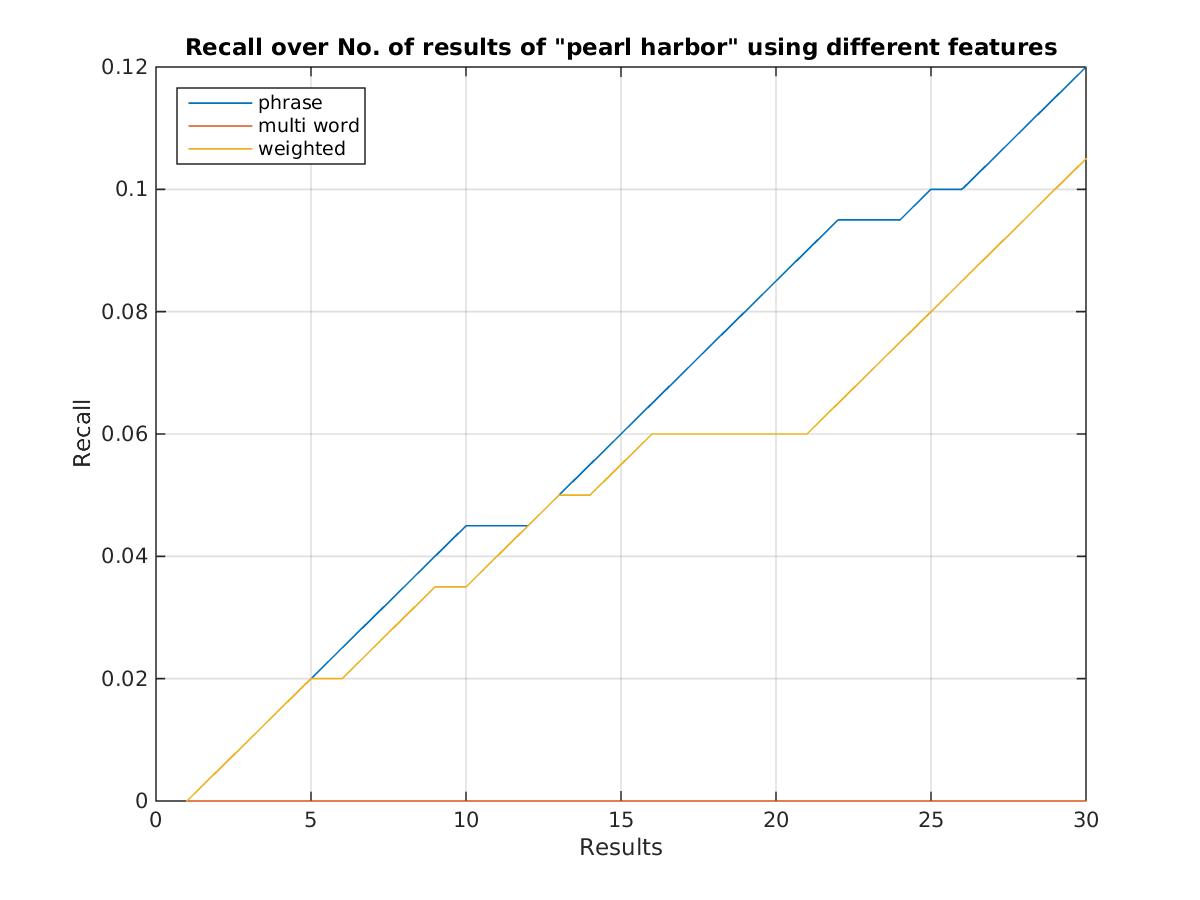 Recall over No. of results of "pearl harbor" using different features
0.12
phrase
multi word
weighted
0.1
0.08
Recall
0.06
0.04
0.02
0
0 5 10 15 20 25 30
Results